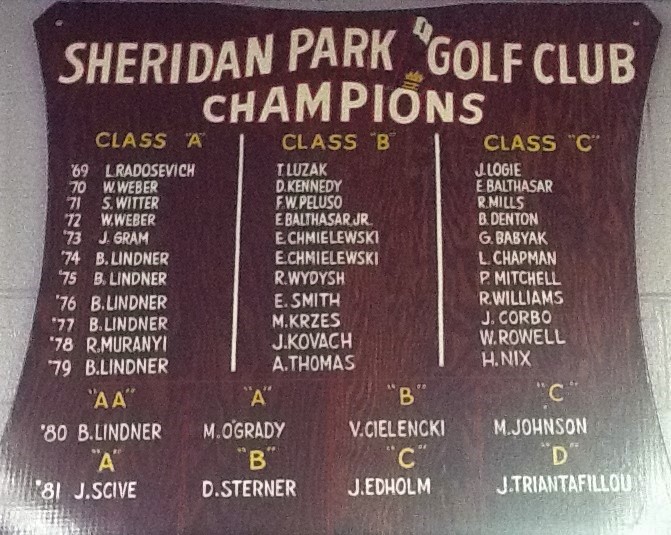 SHERIDAN PARK GOLF CLUB
CHAMPIONS
CLASS "A" CLASS "B" CLASS "C"
'69 L.RADOSEVICH T.LUZAK J.LOGIE
'70 W.WEBER D.KENNEDY E.BALTHASAR
'71 S.WITTER F.W.PELUSO R.MILLS
'72 W.WEBER E.BALTHASAR JR. B.DENTON
'73 J.GRAM E.CHMIELEWSKI G.BABYAK
'74 B.LINDNER E.CHMIELEWSKI L.CHAPMAN
'75 B.LINDNER R.WYDYSH P.MITCHELL
'76 B.LINDNER E.SMITH R.WILLIAMS
'77 B.LINDNER M.KRZES J.CORBO
'78 R.MURANYI J.KOVACH W.ROWELL
'79 B.LINDNER A.THOMAS H.NIX
"AA" "A" "B" "C"
'80 B.LINDNER M.O'GRADY V.CIELENCKI M.JOHNSON
"A" "B" "C" "D"
'81 J.SCIVE D.STERNER J.EDHOLM J.TRIANTAFILLOU